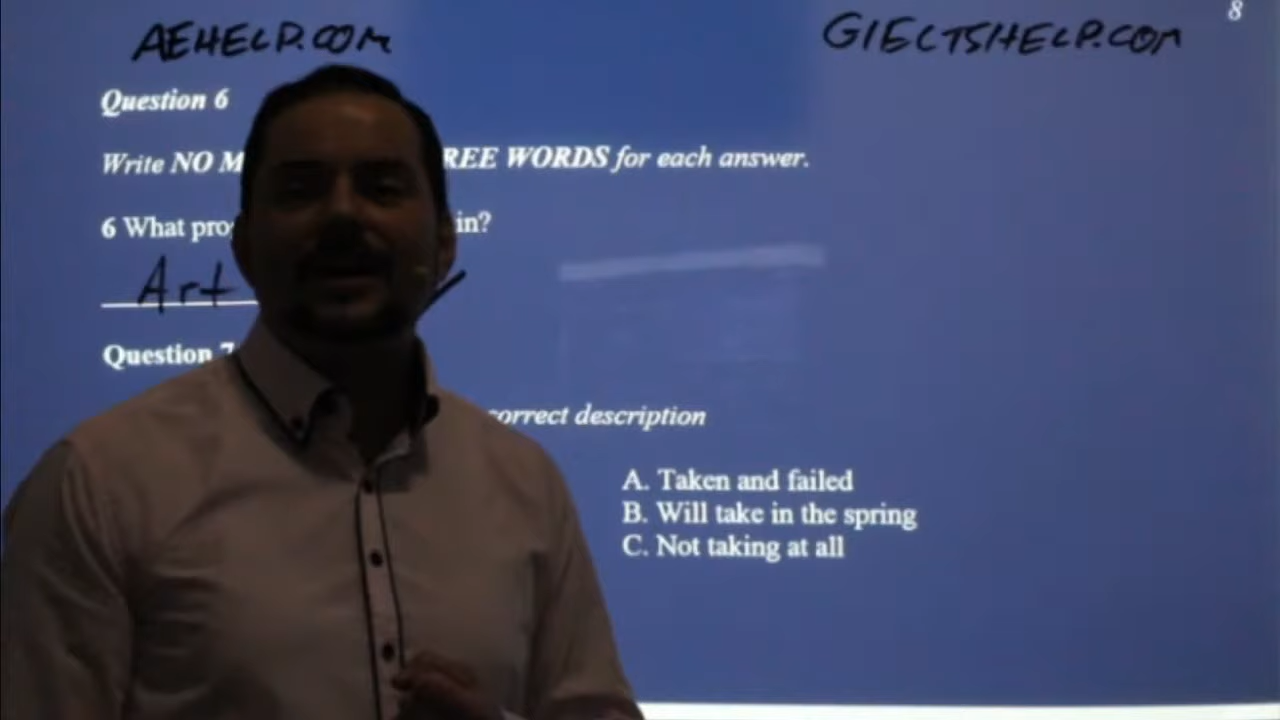 8
AEHELP.COM GIELTSHELP.COM
Question 6
Write NO M REE WORDS for each answer.
6 What pro in?
Art
Question 7
correct description
A. Taken and failed
B. Will take in the spring
C. Not taking at all